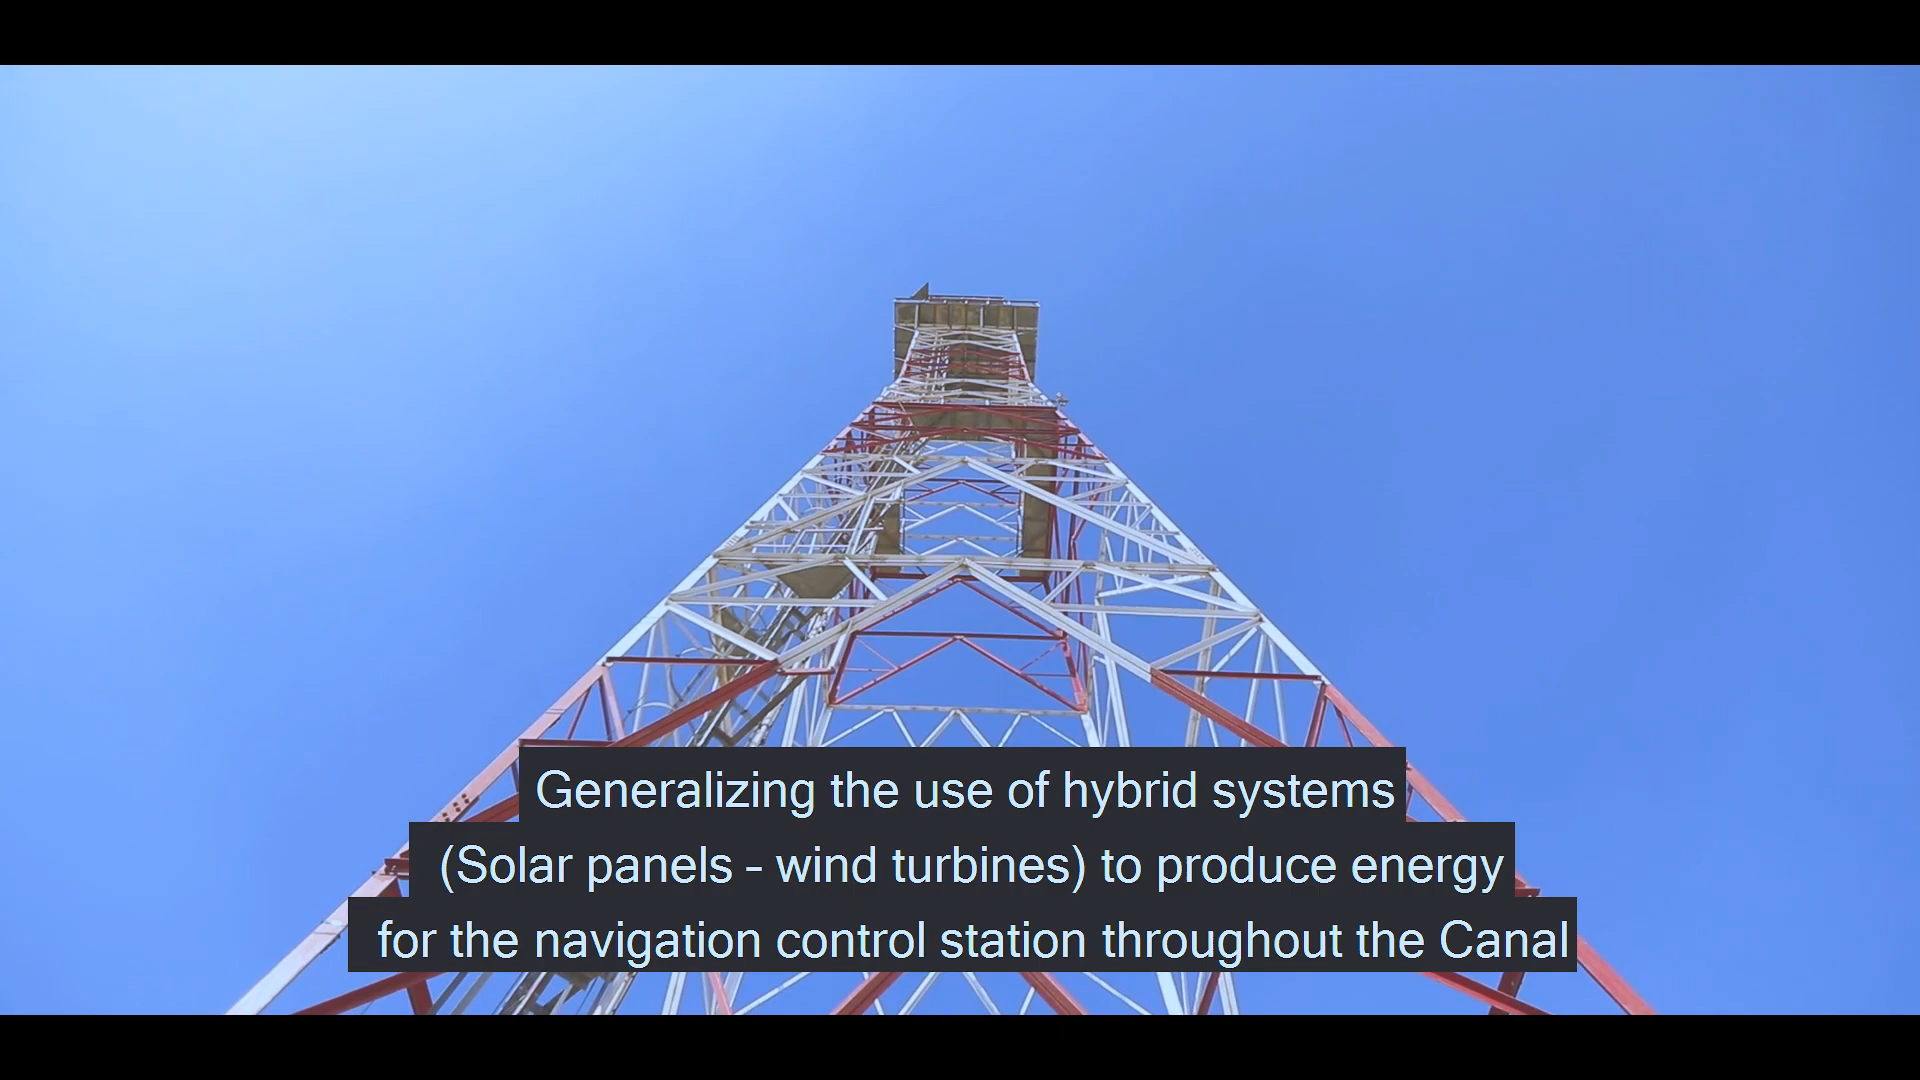 Generalizing the use of hybrid systems
(Solar panels – wind turbines) to produce energy
for the navigation control station throughout the Canal